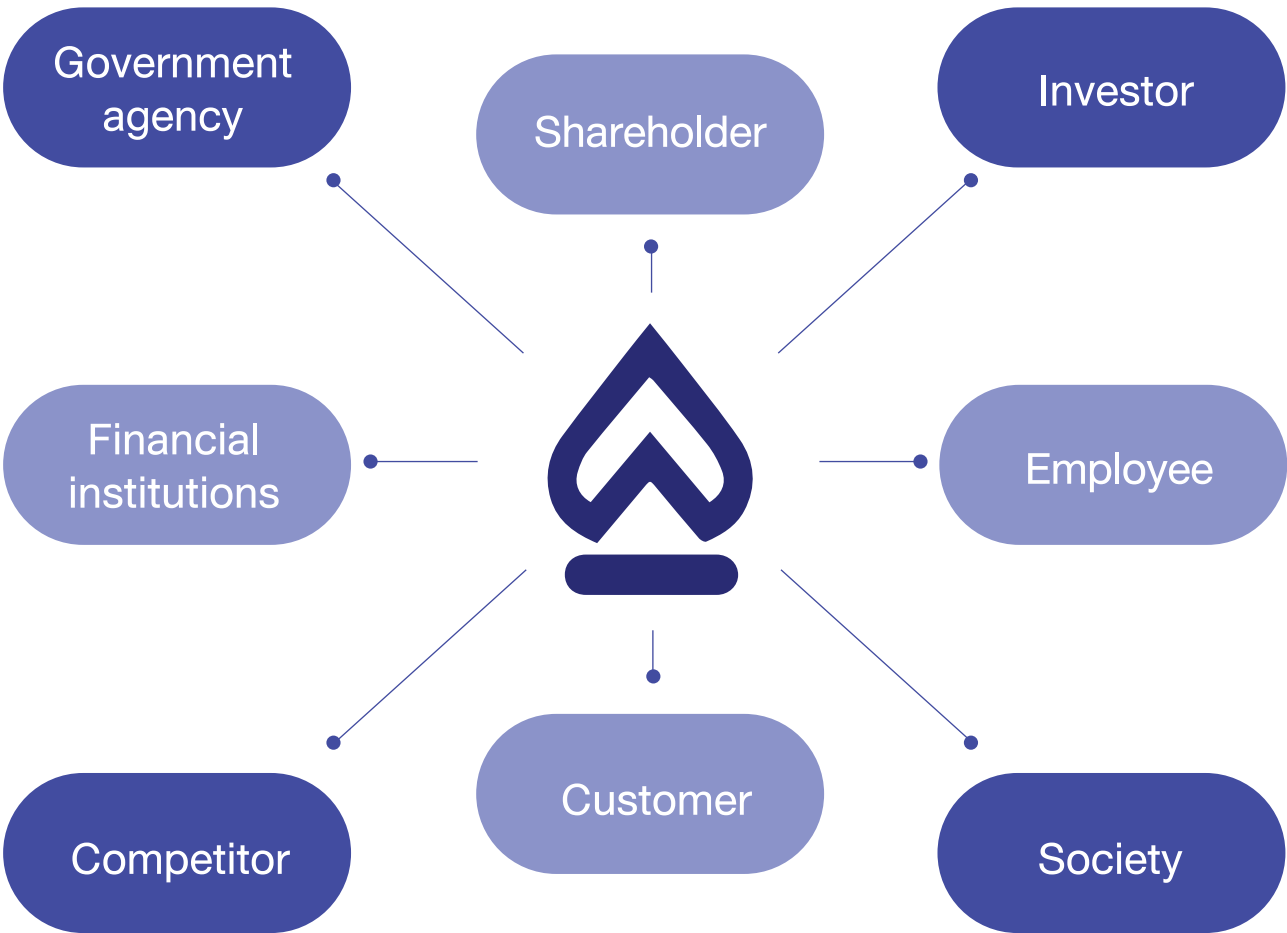 Government
agency
Shareholder
Investor
Financial
institutions
Employee
Competitor
Customer
Society